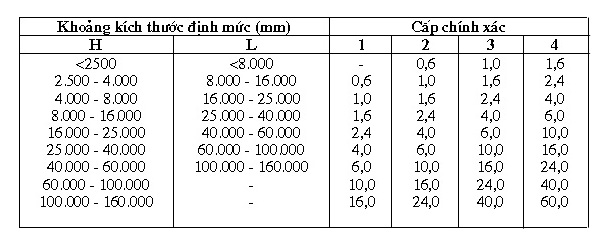 Khoảng kích thước định mức (mm) Cấp chính xác
H L 1 2 3 4
<2500 <8.000 - 0,6 1,0 1,6
2.500 - 4.000 8.000 - 16.000 0,6 1,0 1,6 2,4
4.000 - 8.000 16.000 - 25.000 1,0 1,6 2,4 4,0
8.000 - 16.000 25.000 - 40.000 1,6 2,4 4,0 6,0
16.000 - 25.000 40.000 - 60.000 2,4 4,0 6,0 10,0
25.000 - 40.000 60.000 - 100.000 4,0 6,0 10,0 16,0
40.000 - 60.000 100.000 - 160.000 6,0 10,0 16,0 24,0
60.000 - 100.000 - 10,0 16,0 24,0 40,0
100.000 - 160.000 - 16,0 24,0 40,0 60,0